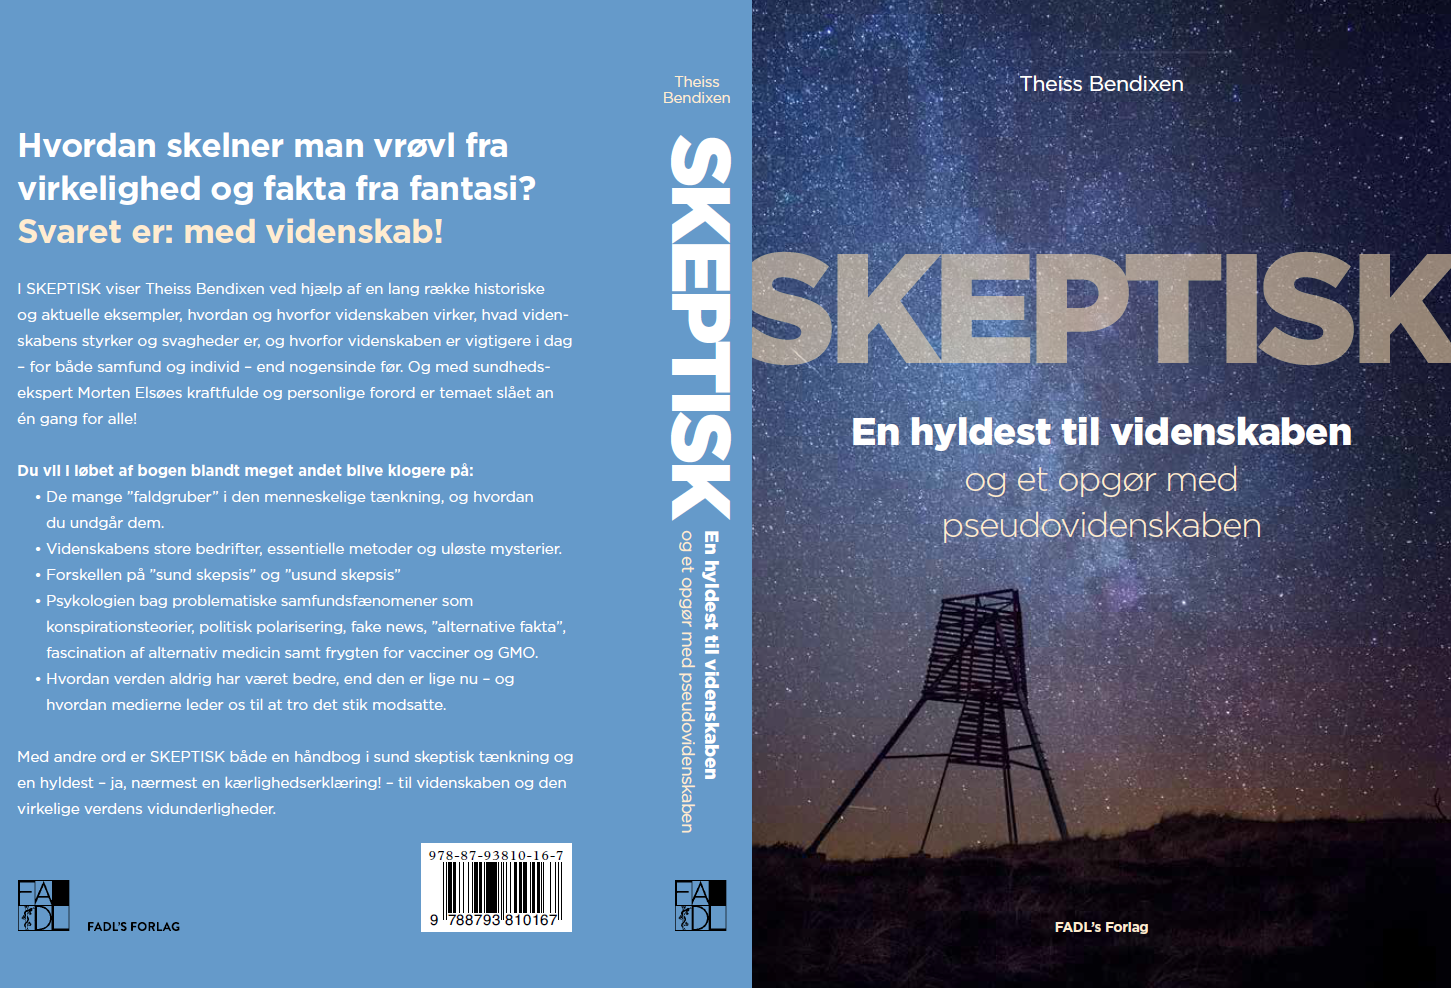 Hvordan skelner man vrøvl fra
virkelighed og fakta fra fantasi?
Svaret er: med videnskab!
I SKEPTISK viser Theiss Bendixen ved hjælp af en lang række historiske
og aktuelle eksempler, hvordan og hvorfor videnskaben virker, hvad viden-
skabens styrker og svagheder er, og hvorfor videnskaben er vigtigere i dag
– for både samfund og individ – end nogensinde før. Og med sundheds-
ekspert Morten Elsøes kraftfulde og personlige forord er temaet slået an
én gang for alle!
Du vil i løbet af bogen blandt meget andet blive klogere på:
• De mange ”faldgruber” i den menneskelige tænkning, og hvordan
du undgår dem.
• Videnskabens store bedrifter, essentielle metoder og uløste mysterier.
• Forskellen på ”sund skepsis” og ”usund skepsis”
• Psykologien bag problematiske samfundsfænomener som
konspirationsteorier, politisk polarisering, fake news, ”alternative fakta”,
fascination af alternativ medicin samt frygten for vacciner og GMO.
• Hvordan verden aldrig har været bedre, end den er lige nu – og
hvordan medierne leder os til at tro det stik modsatte.
Med andre ord er SKEPTISK både en håndbog i sund skeptisk tænkning og
en hyldest – ja, nærmest en kærlighedserklæring! – til videnskaben og den
virkelige verdens vidunderligheder.
FADL
FADL'S FORLAG
978-87-93810-16-7
9 788793 810167
Theiss
Bendixen
SKEPTISK
En hyldest til videnskaben
og et opgør med pseudovidenskaben
FADL
Theiss Bendixen
SKEPTISK
En hyldest til videnskaben
og et opgør med
pseudovidenskaben
FADL's Forlag